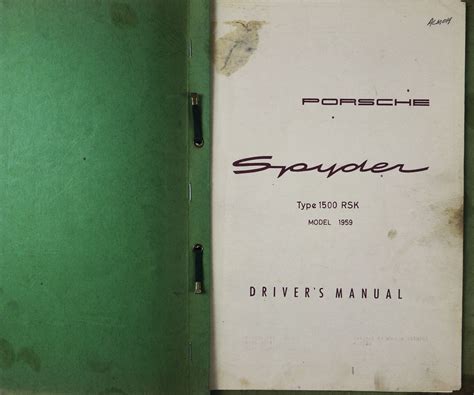 PORSCHE
Spyder
Type 1500 RSK
MODEL 1959
DRIVER'S MANUAL